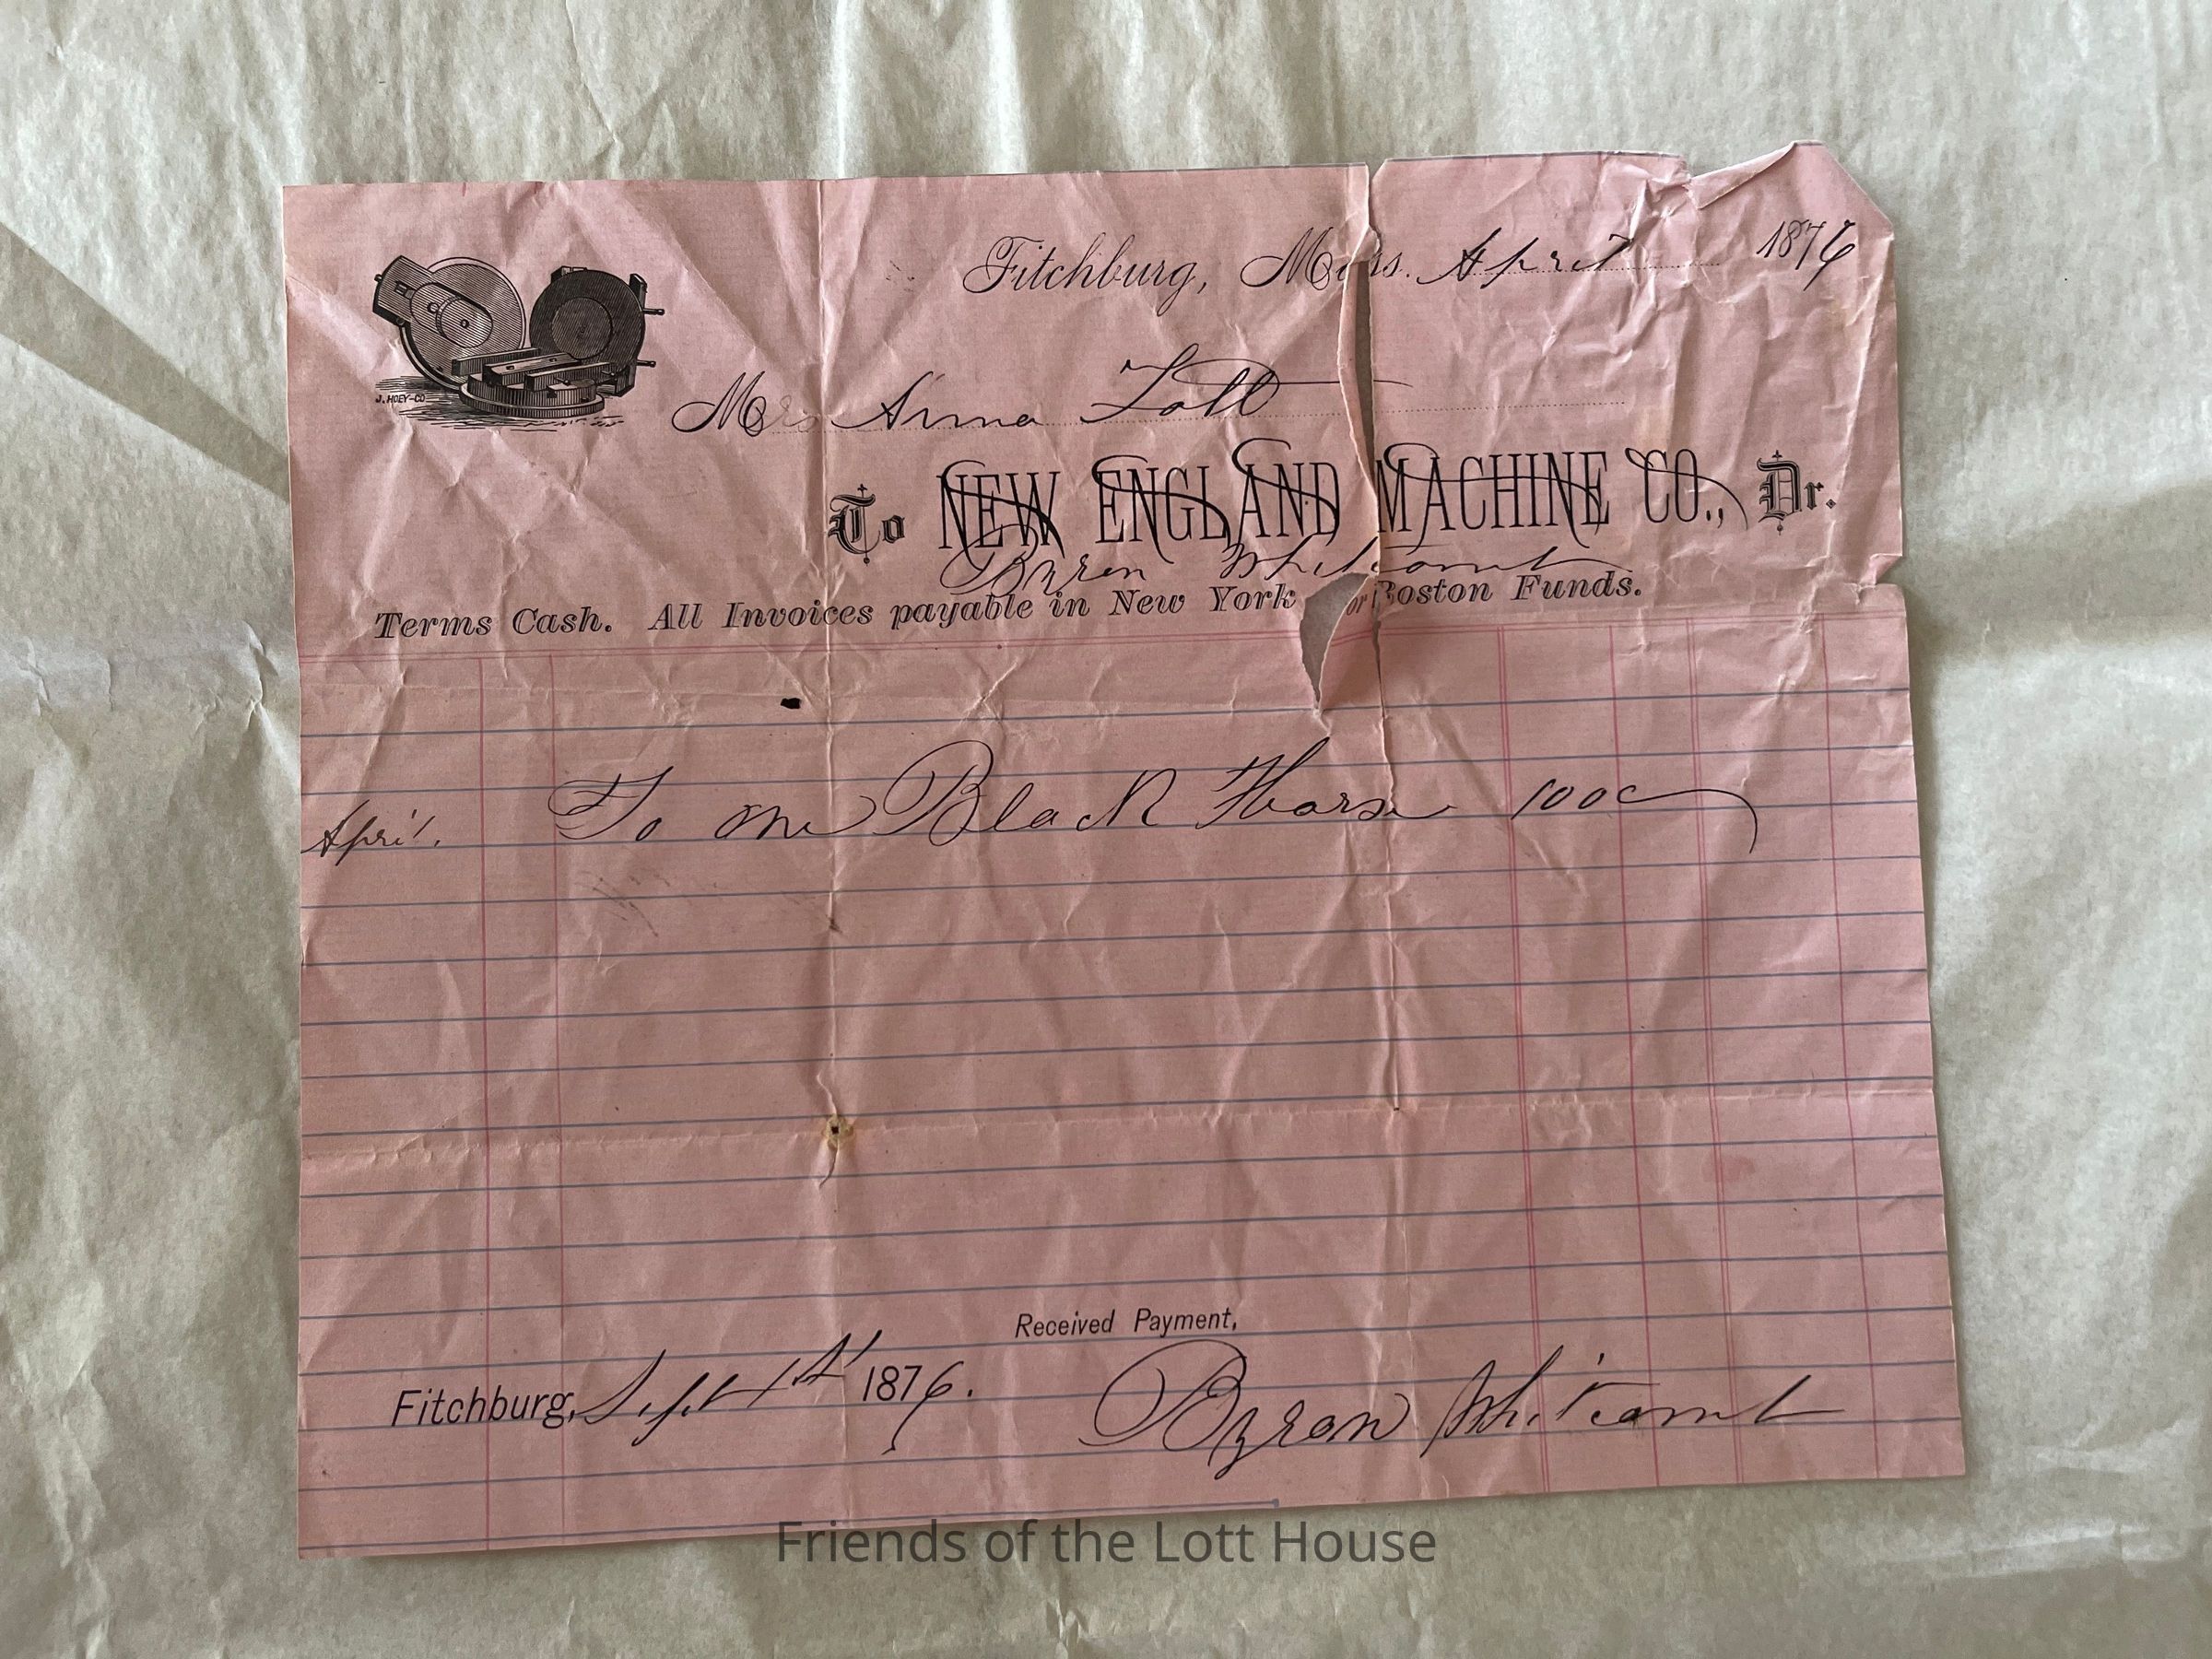 Fitchburg, Mass. April 1876
J. HOEY-CO
Mrs Anna Lott
To NEW ENGLAND MACHINE CO., Dr.
Byron Whitcomb
Terms Cash. All Invoices payable in New York or Boston Funds.
April. To one Black Horse 100
Received Payment,
Fitchburg, Sept 1st 1876.
Byron Whitcomb
Friends of the Lott House